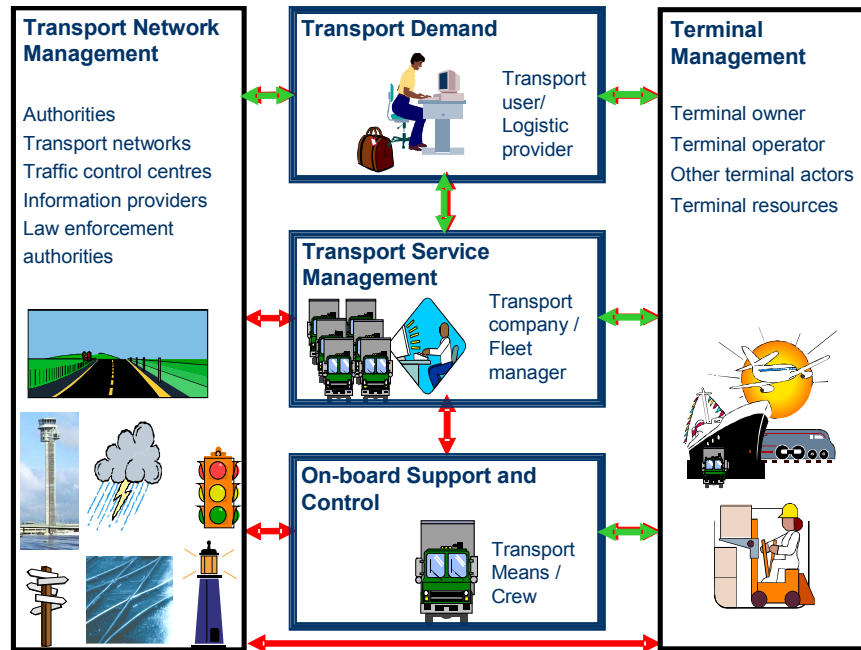 Transport Network
Management
Authorities
Transport networks
Traffic control centres
Information providers
Law enforcement
authorities
Transport Demand
Transport
user/
Logistic
provider
Transport Service
Management
Transport
company /
Fleet
manager
On-board Support and
Control
Transport
Means /
Crew
Terminal
Management
Terminal owner
Terminal operator
Other terminal actors
Terminal resources